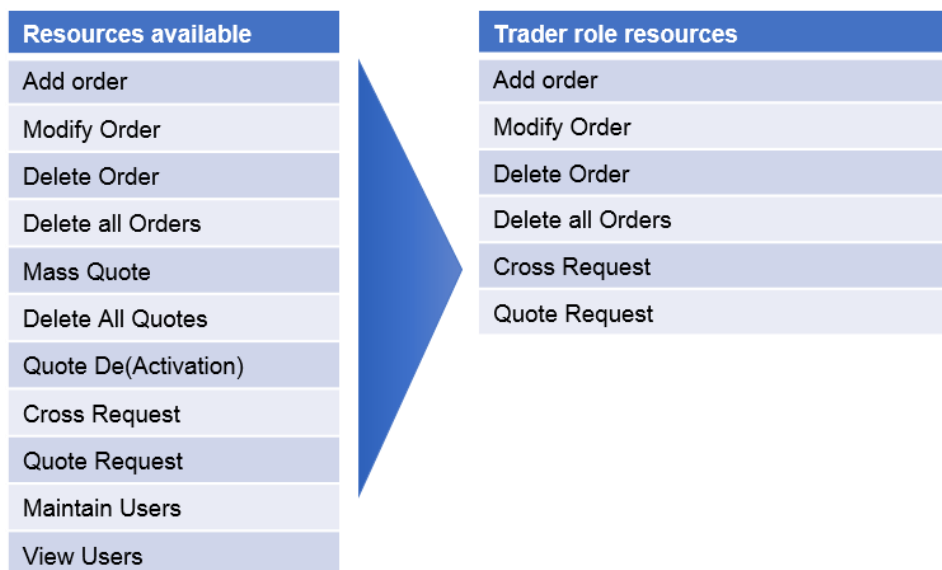 Resources available
Add order
Modify Order
Delete Order
Delete all Orders
Mass Quote
Delete All Quotes
Quote De(Activation)
Cross Request
Quote Request
Maintain Users
View Users
Trader role resources
Add order
Modify Order
Delete Order
Delete all Orders
Cross Request
Quote Request